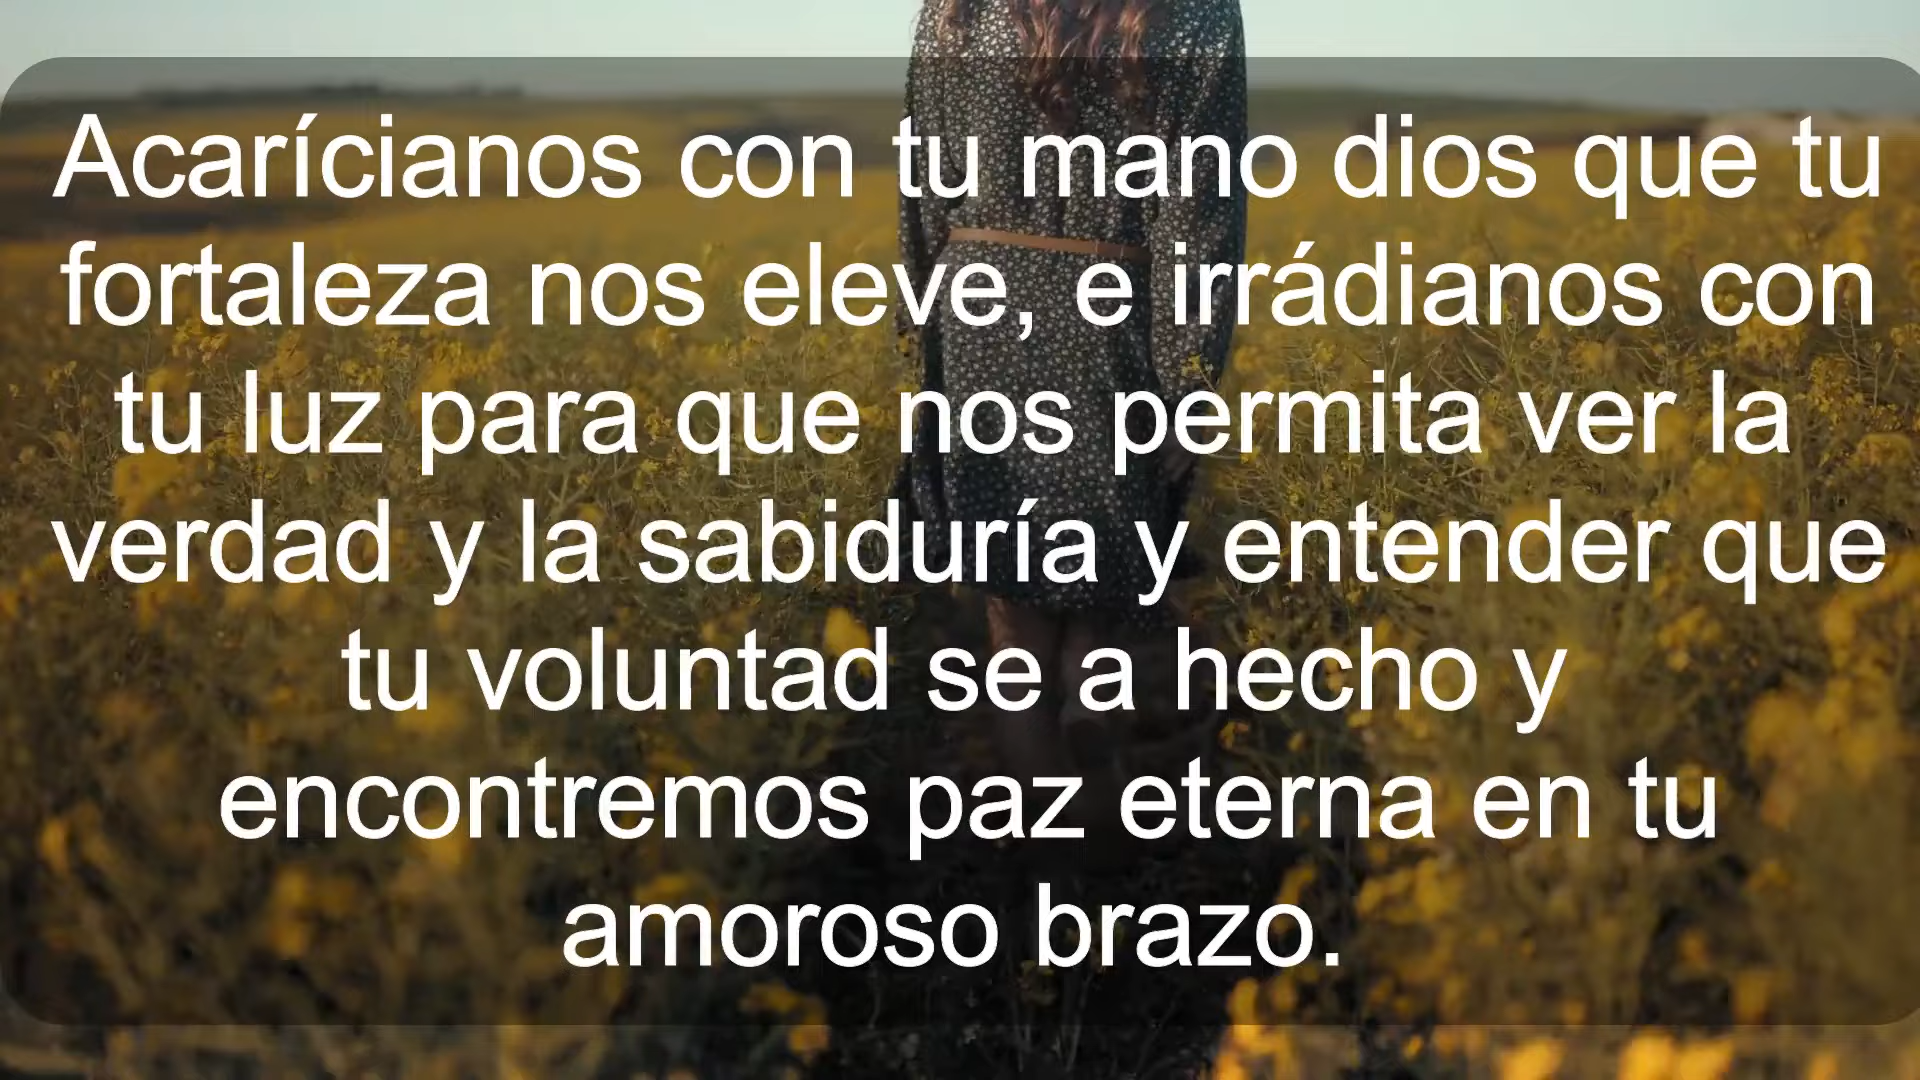 Acarícianos con tu mano dios que tu
fortaleza nos eleve, e irrádianos con
tu luz para que nos permita ver la
verdad y la sabiduría y entender que
tu voluntad se a hecho y
encontremos paz eterna en tu
amoroso brazo.